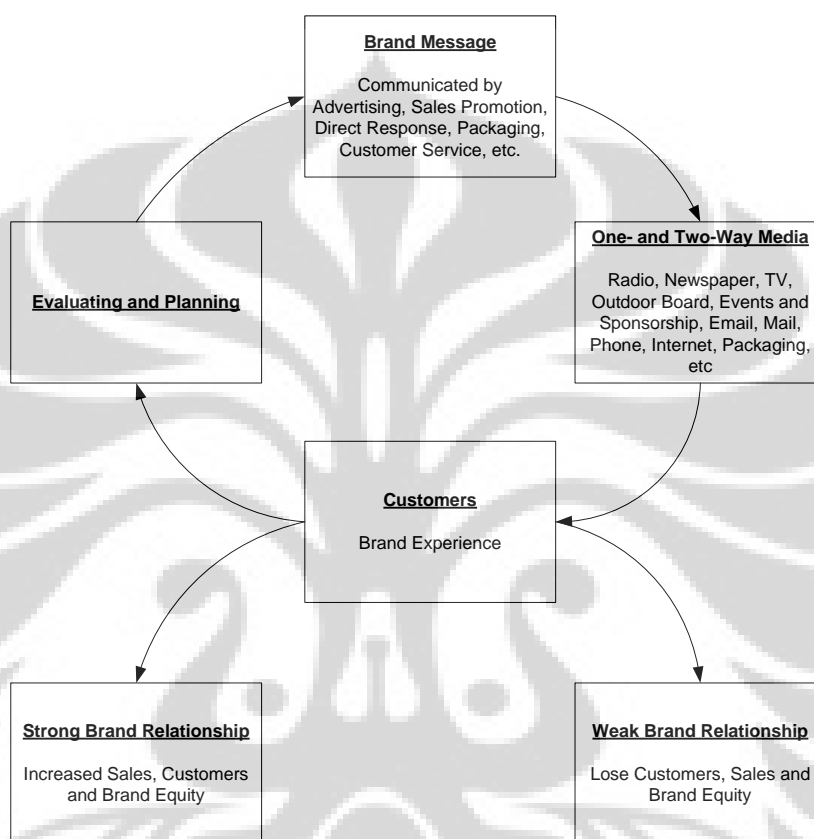 Brand Message
Communicated by
Advertising, Sales Promotion,
Direct Response, Packaging,
Customer Service, etc.
One- and Two-Way Media
Radio, Newspaper, TV,
Outdoor Board, Events and
Sponsorship, Email, Mail,
Phone, Internet, Packaging,
etc
Evaluating and Planning
Customers
Brand Experience
Strong Brand Relationship
Increased Sales, Customers
and Brand Equity
Weak Brand Relationship
Lose Customers, Sales and
Brand Equity